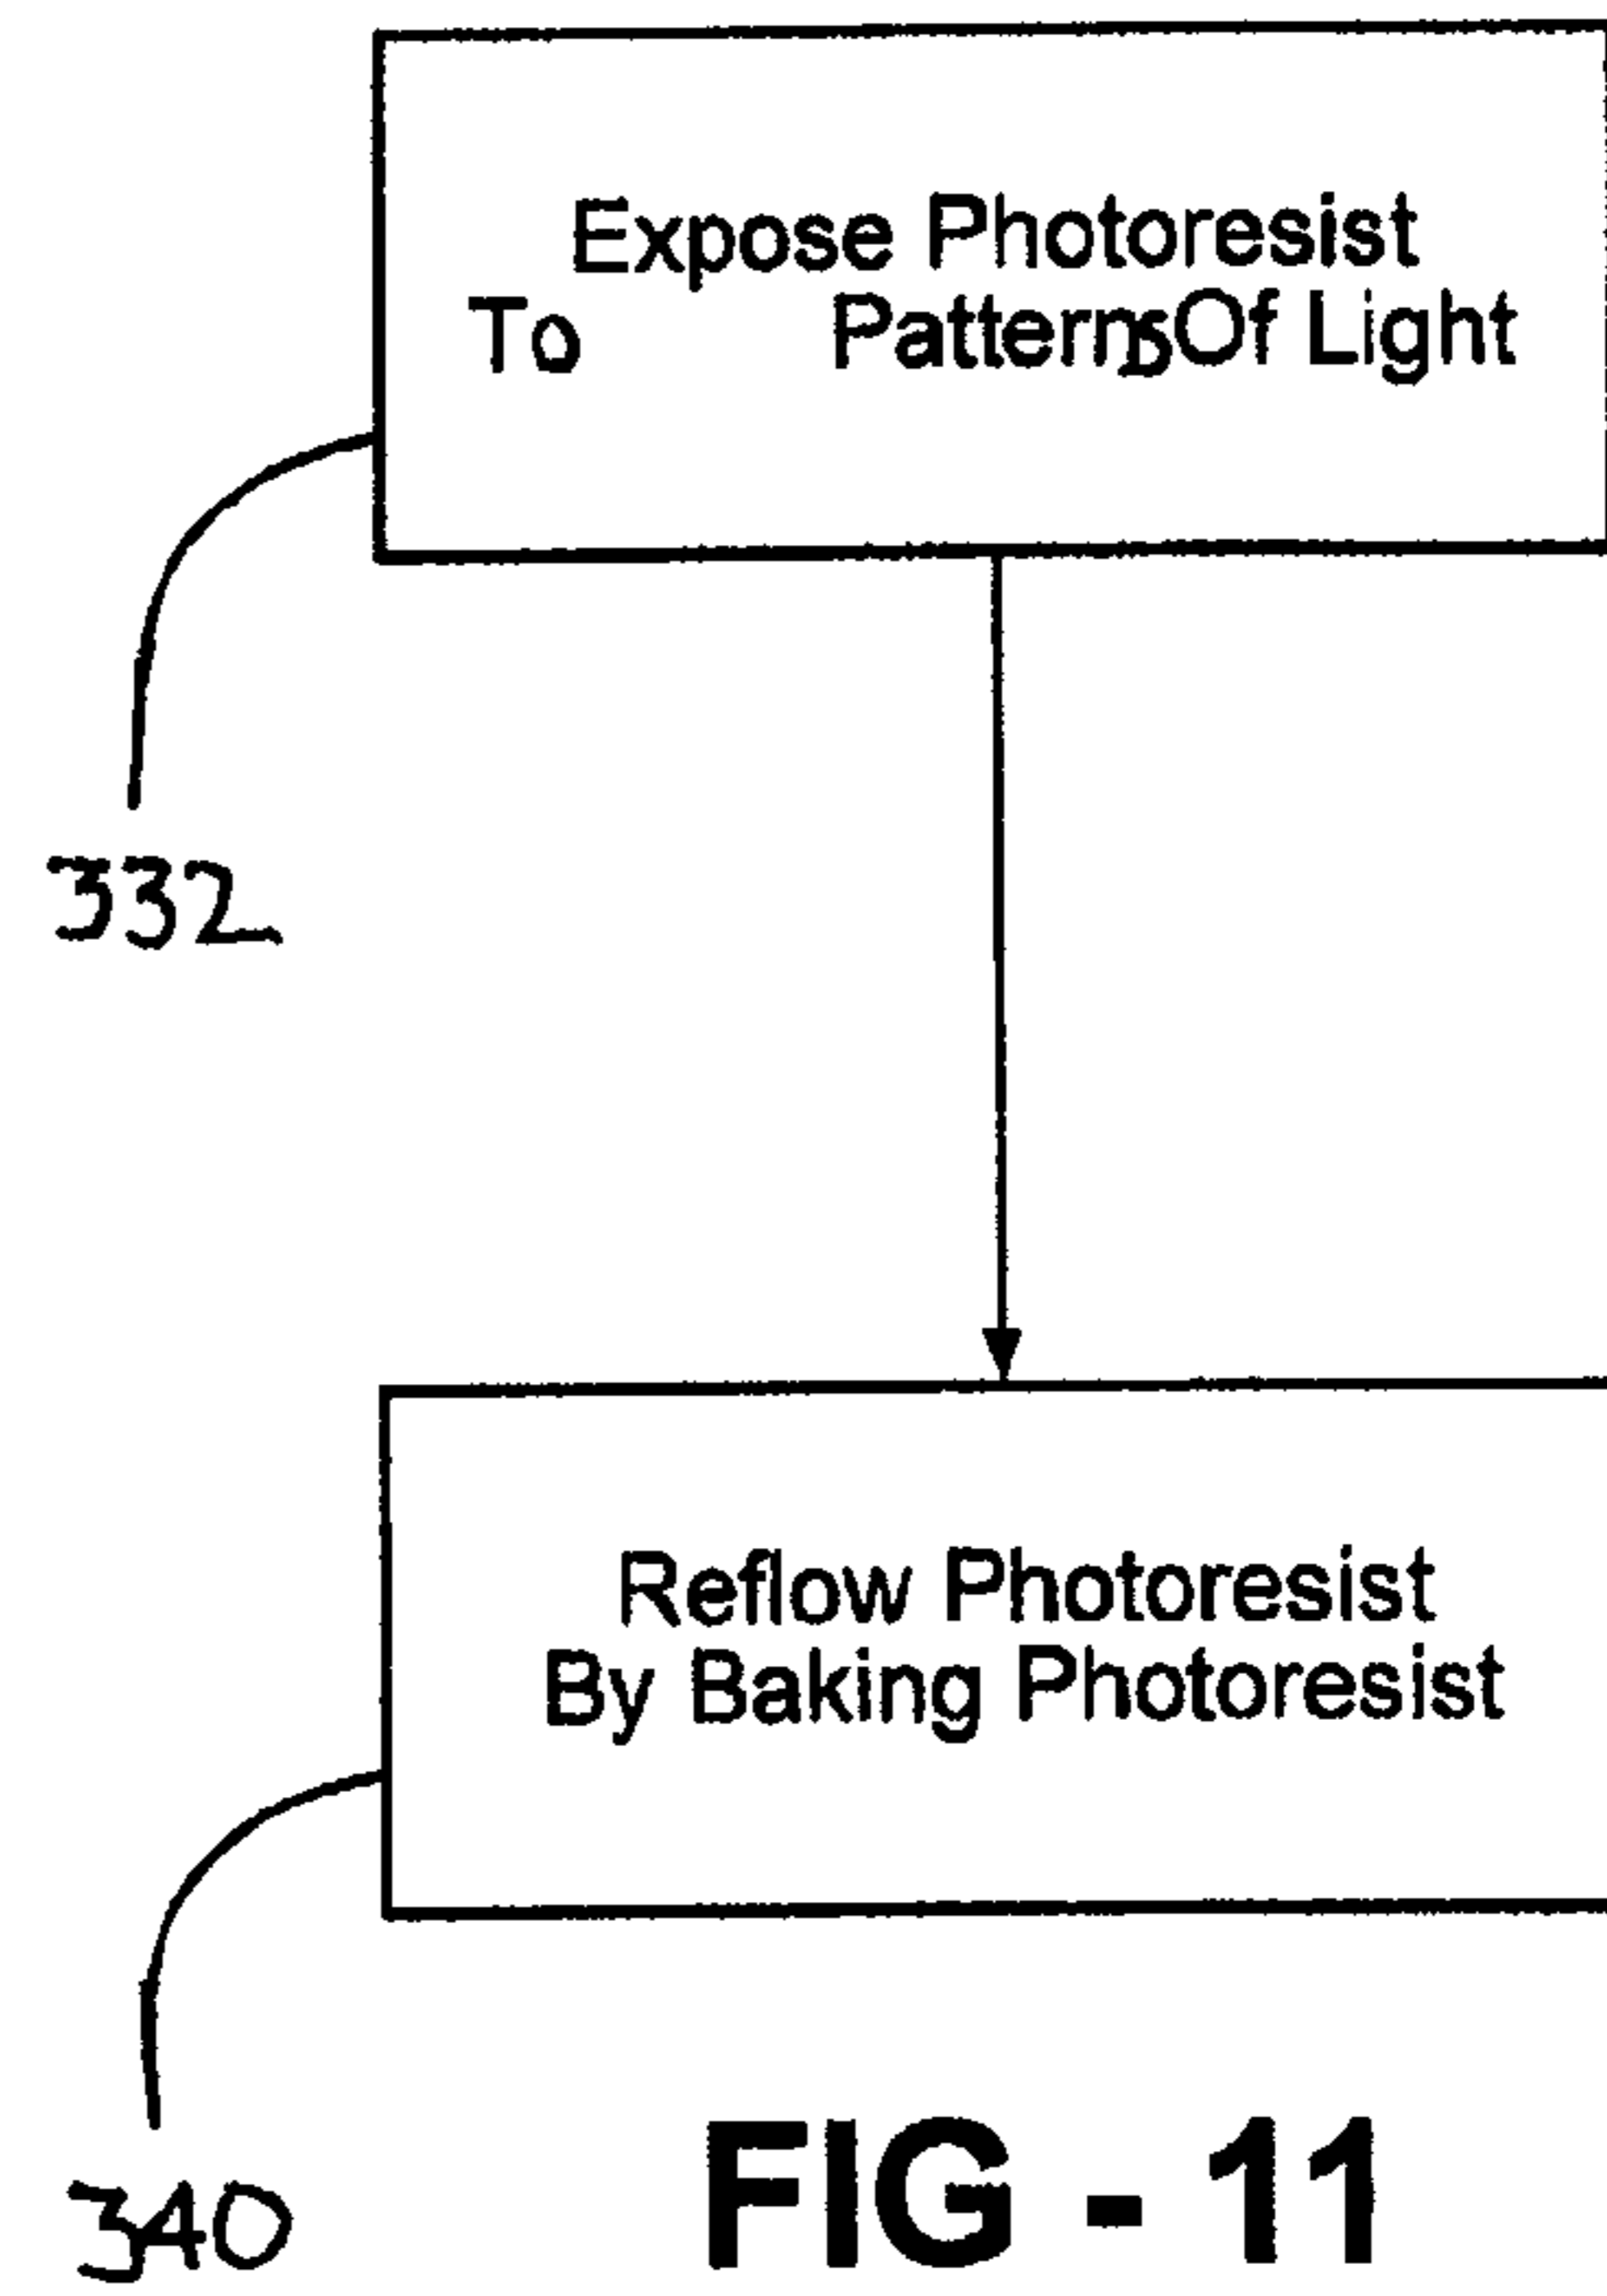 Expose Photoresist
To Patterns Of Light
332
Reflow Photoresist
By Baking Photoresist
340
FIG - 11